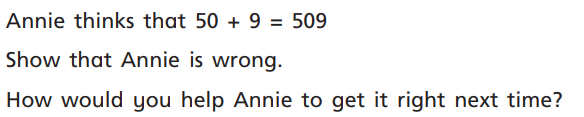 Annie thinks that 50 + 9 = 509
Show that Annie is wrong.
How would you help Annie to get it right next time?